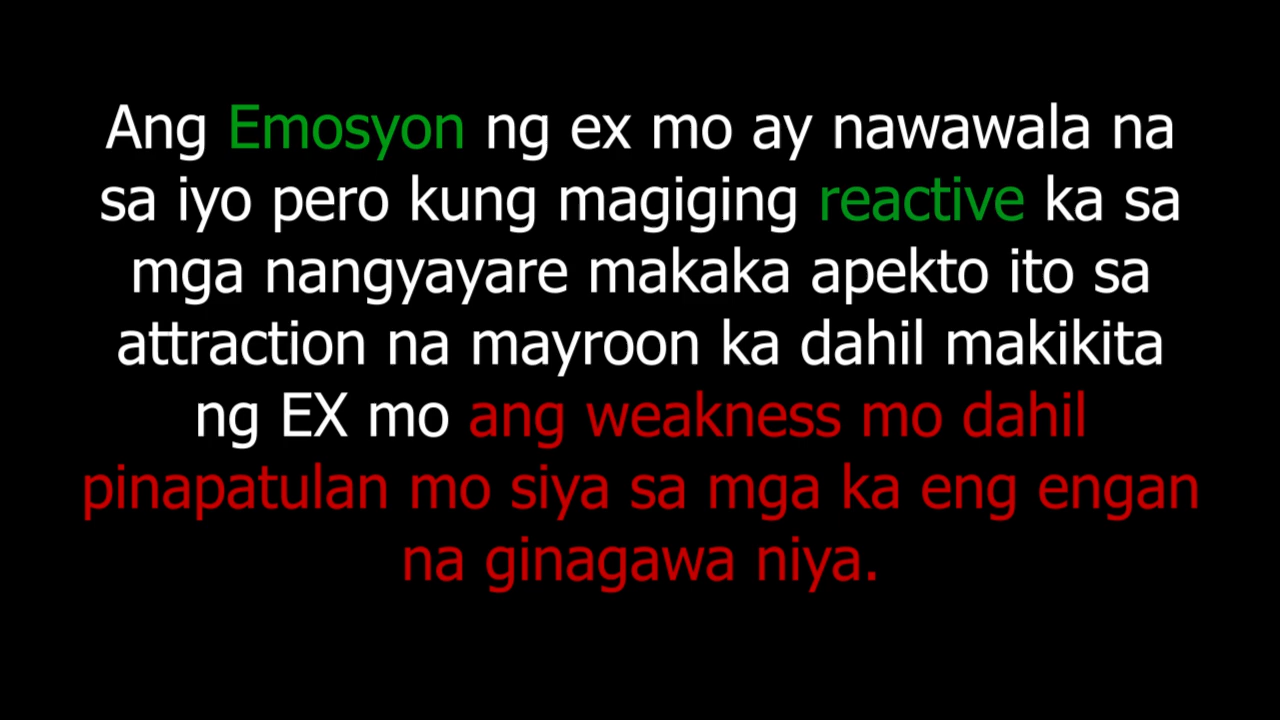 Ang Emosyon ng ex mo ay nawawala na
sa iyo pero kung magiging reactive ka sa
mga nangyayare makaka apekto ito sa
attraction na mayroon ka dahil makikita
ng EX mo ang weakness mo dahil
pinapatulan mo siya sa mga ka eng engan
na ginagawa niya.